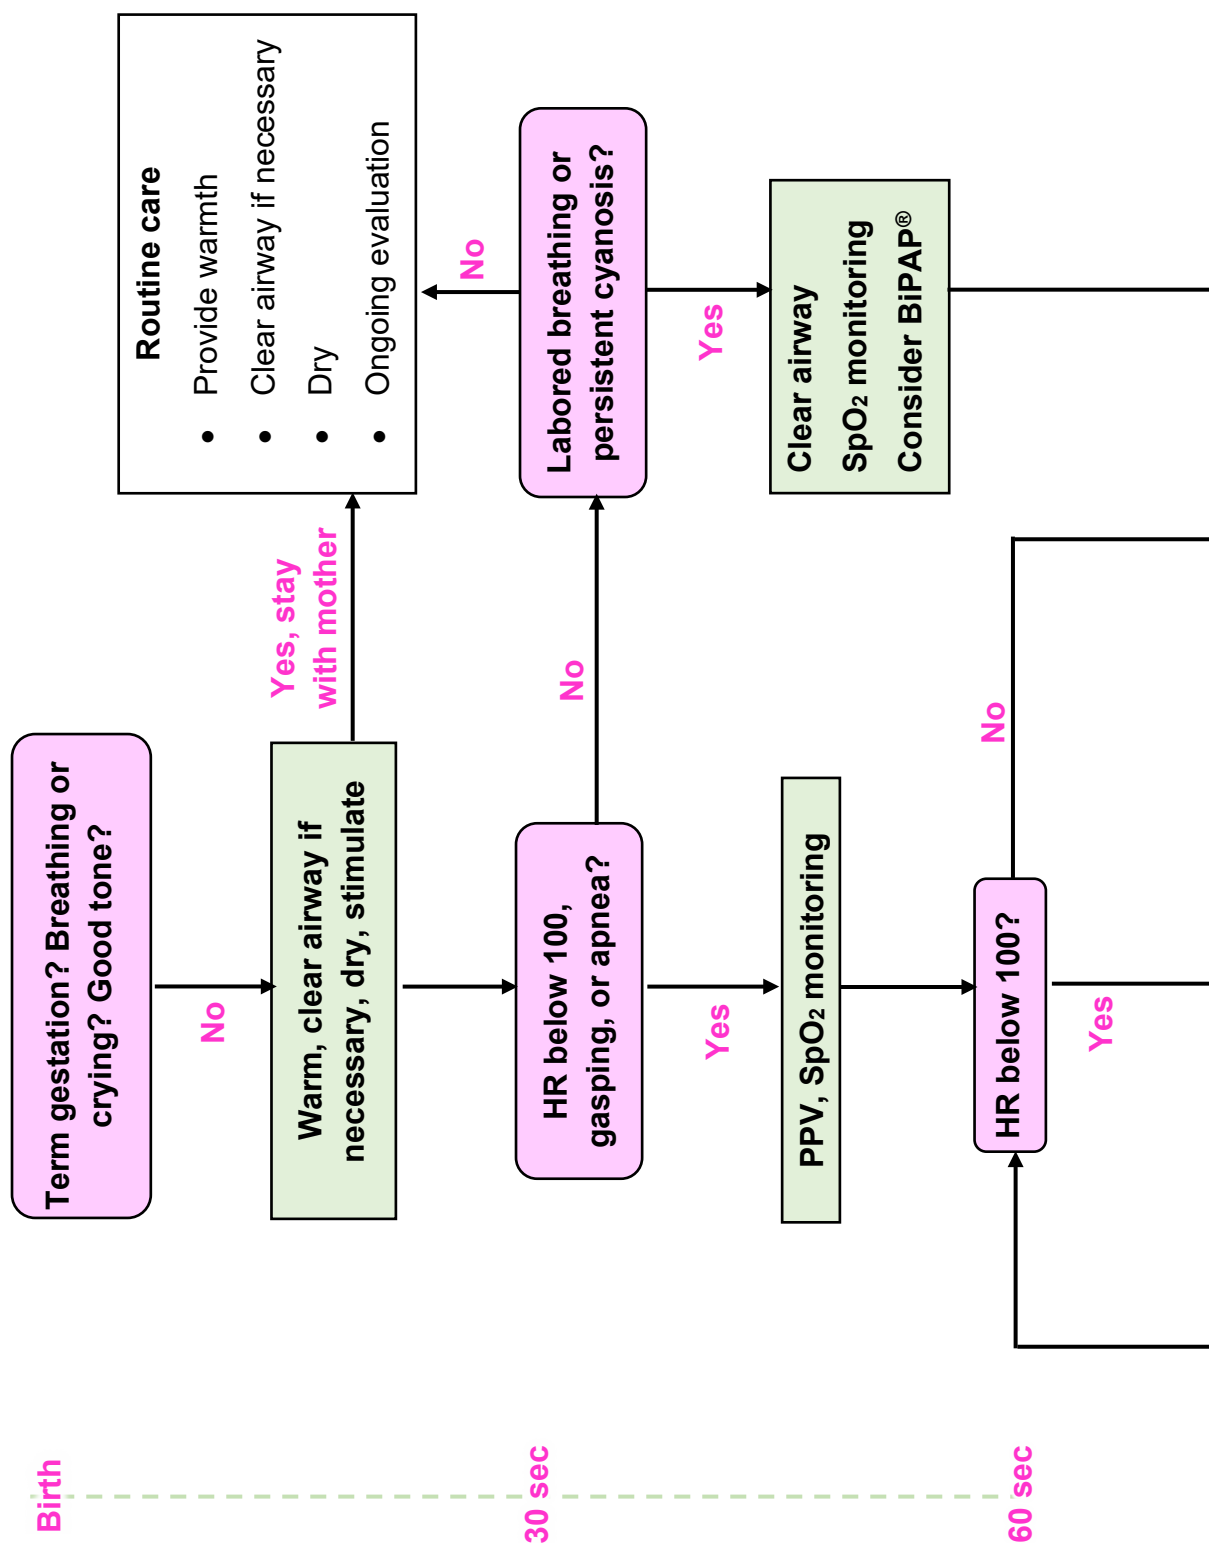 Birth
Term gestation? Breathing or
crying? Good tone?
No
Warm, clear airway if
necessary, dry, stimulate
Yes, stay
with mother
Routine care
• Provide warmth
• Clear airway if necessary
• Dry
• Ongoing evaluation
30 sec
HR below 100,
gasping, or apnea?
No
Labored breathing or
persistent cyanosis?
No
Yes
Yes
PPV, SpO₂ monitoring
Clear airway
SpO₂ monitoring
Consider BiPAP®
60 sec
HR below 100?
No
Yes